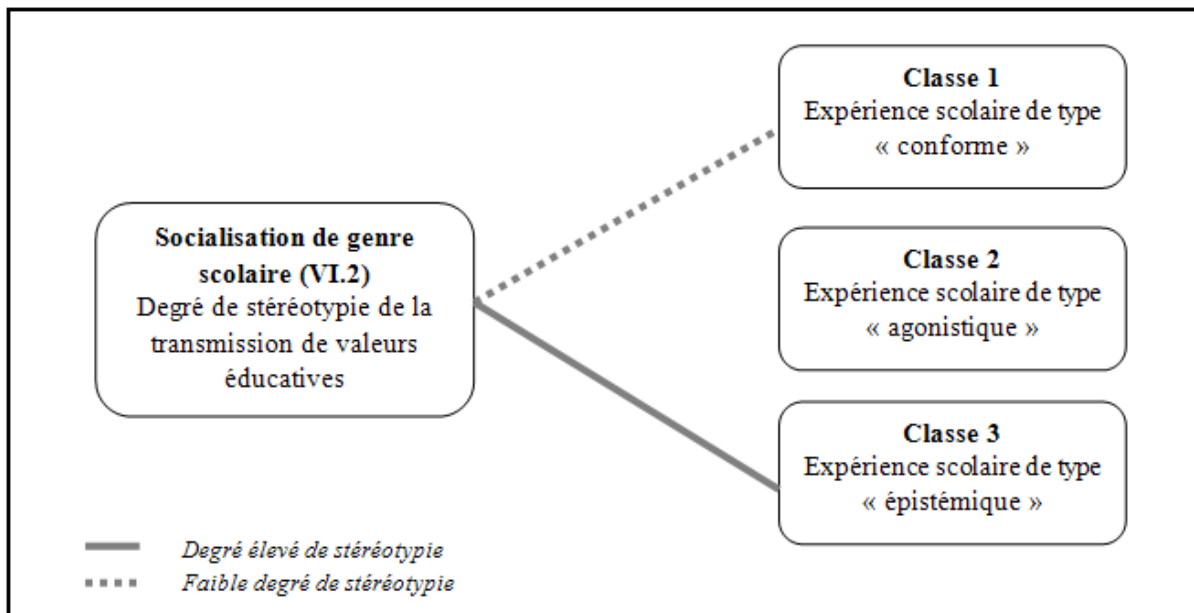 Classe 1
Expérience scolaire de type
« conforme »
Socialisation de genre
scolaire (VI.2)
Degré de stéréotypie de la
transmission de valeurs
éducatives
Classe 2
Expérience scolaire de type
« agonistique »
Classe 3
Expérience scolaire de type
« épistémique »
Degré élevé de stéréotypie
Faible degré de stéréotypie